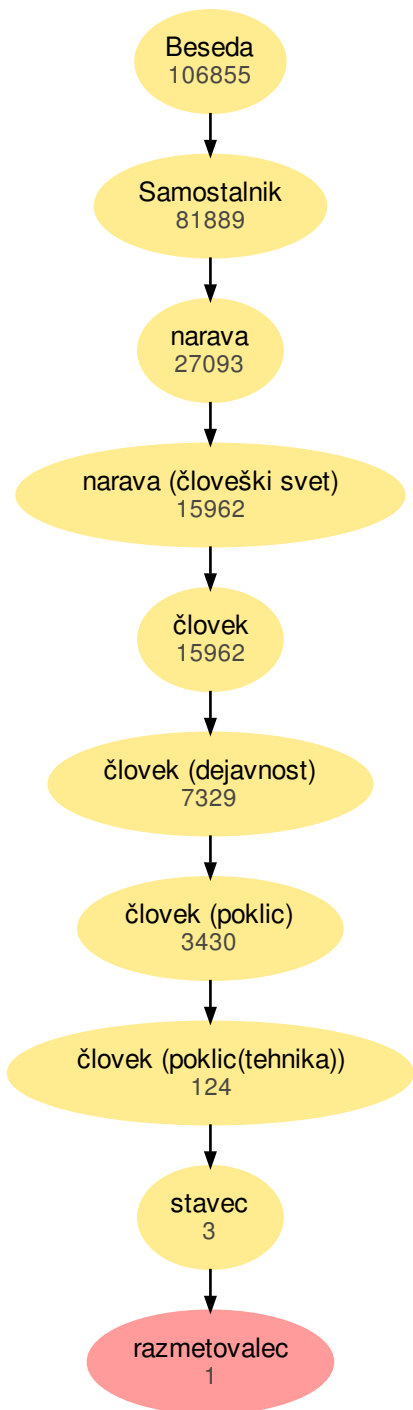 Beseda
106855
Samostalnik
81889
narava
27093
narava (človeški svet)
15962
človek
15962
človek (dejavnost)
7329
človek (poklic)
3430
človek (poklic(tehnika))
124
stavec
3
razmetovalec
1